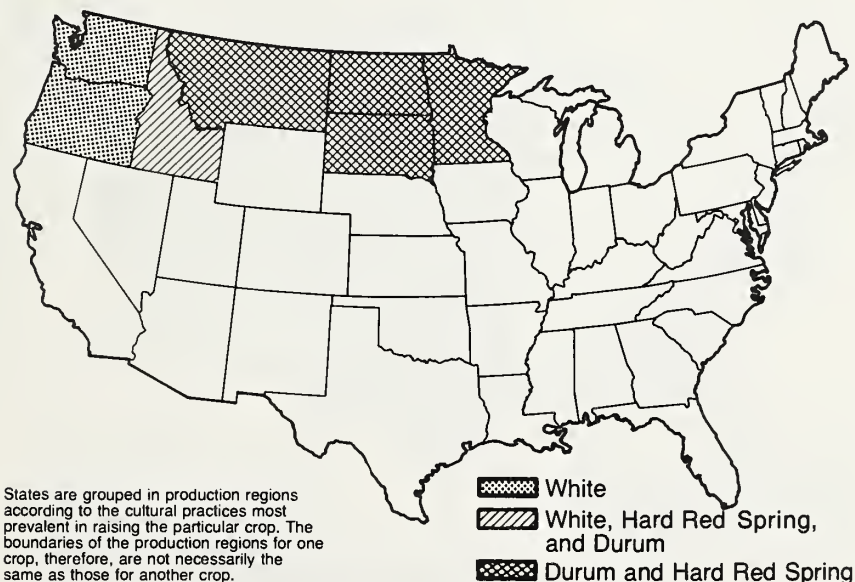 States are grouped in production regions
according to the cultural practices most
prevalent in raising the particular crop. The
boundaries of the production regions for one
crop, therefore, are not necessarily the
same as those for another crop.
White
White, Hard Red Spring,
and Durum
Durum and Hard Red Spring